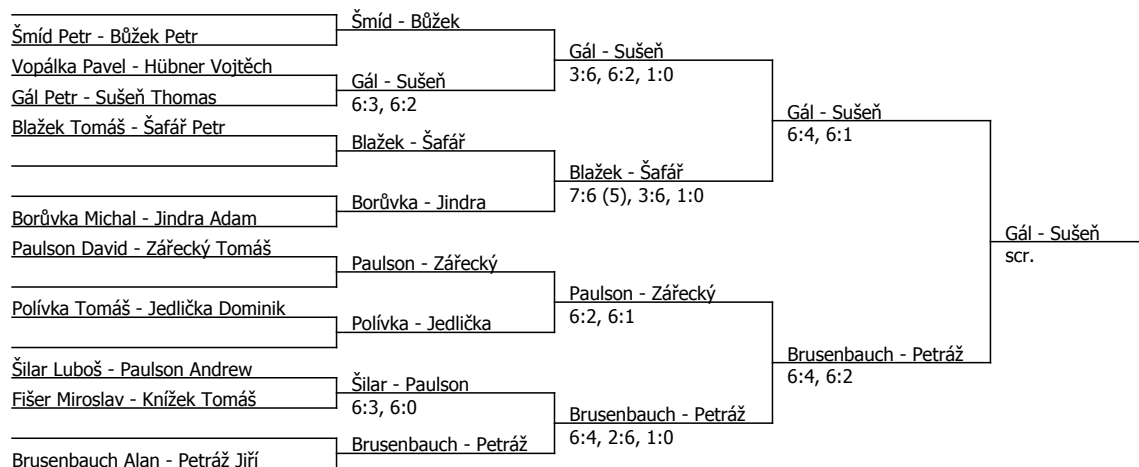 Šmíd Petr - Bůžek Petr
Vopálka Pavel - Hübner Vojtěch
Gál Petr - Sušeň Thomas
Blažek Tomáš - Šafář Petr
Borůvka Michal - Jindra Adam
Paulson David - Zářecký Tomáš
Polívka Tomáš - Jedlička Dominik
Šilar Luboš - Paulson Andrew
Fišer Miroslav - Knížek Tomáš
Brusenbauch Alan - Petráž Jiří
Šmíd - Bůžek
Gál - Sušeň
6:3, 6:2
Blažek - Šafář
Borůvka - Jindra
Paulson - Zářecký
Polívka - Jedlička
Šilar - Paulson
6:3, 6:0
Brusenbauch - Petráž
Gál - Sušeň
3:6, 6:2, 1:0
Blažek - Šafář
7:6 (5), 3:6, 1:0
Paulson - Zářecký
6:2, 6:1
Brusenbauch - Petráž
6:4, 2:6, 1:0
Gál - Sušeň
6:4, 6:1
Brusenbauch - Petráž
6:4, 6:2
Gál - Sušeň
scr.